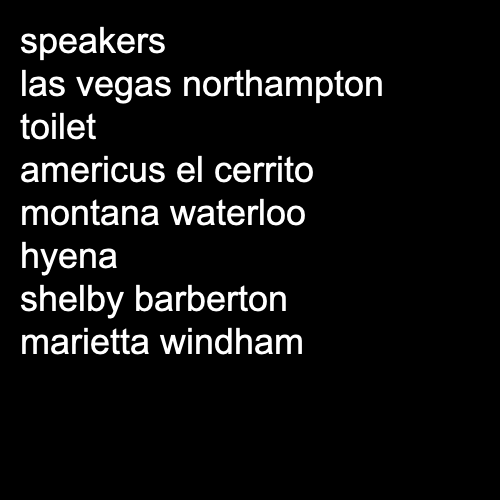 speakers
las vegas northampton
toilet
americus el cerrito
montana waterloo
hyena
shelby barberton
marietta windham